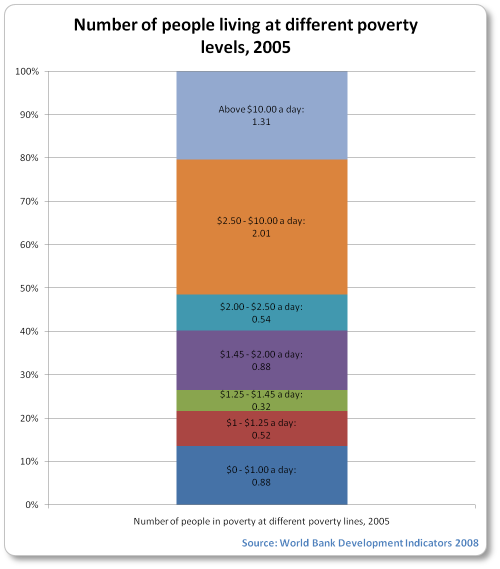 Number of people living at different poverty
levels, 2005
100%
90%
80%
70%
60%
50%
40%
30%
20%
10%
0%
Above $10.00 a day:
1.31
$2.50 - $10.00 a day:
2.01
$2.00 - $2.50 a day:
0.54
$1.45 - $2.00 a day:
0.88
$1.25 - $1.45 a day:
0.32
$1 - $1.25 a day:
0.52
$0 - $1.00 a day:
0.88
Number of people in poverty at different poverty lines, 2005
Source: World Bank Development Indicators 2008